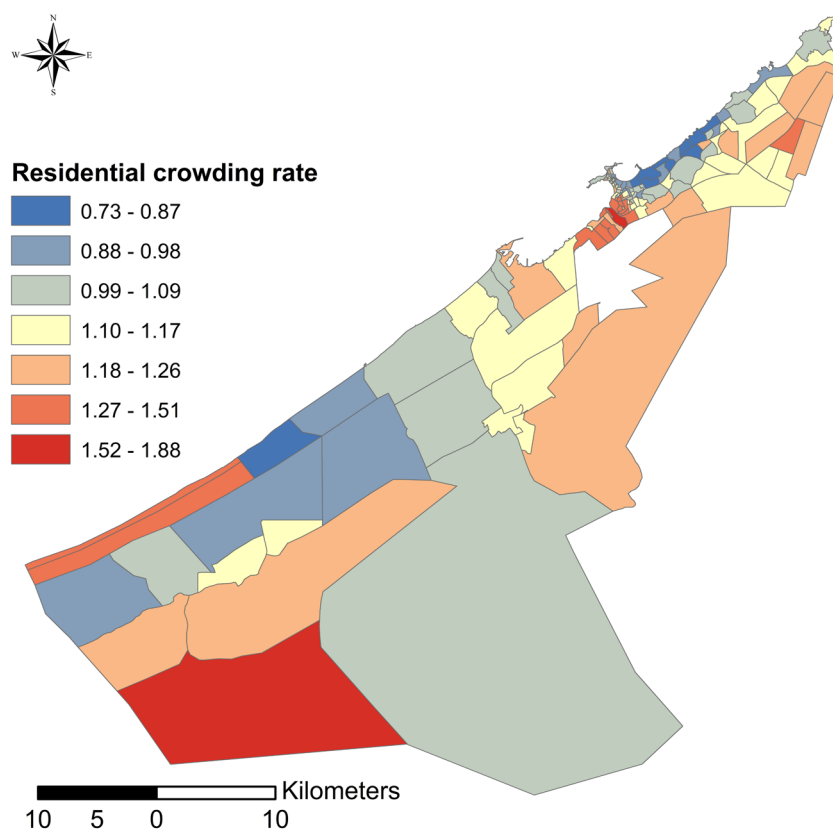 N
W E
S
Residential crowding rate
0.73 - 0.87
0.88 - 0.98
0.99 - 1.09
1.10 - 1.17
1.18 - 1.26
1.27 - 1.51
1.52 - 1.88
Kilometers
10 5 0 10